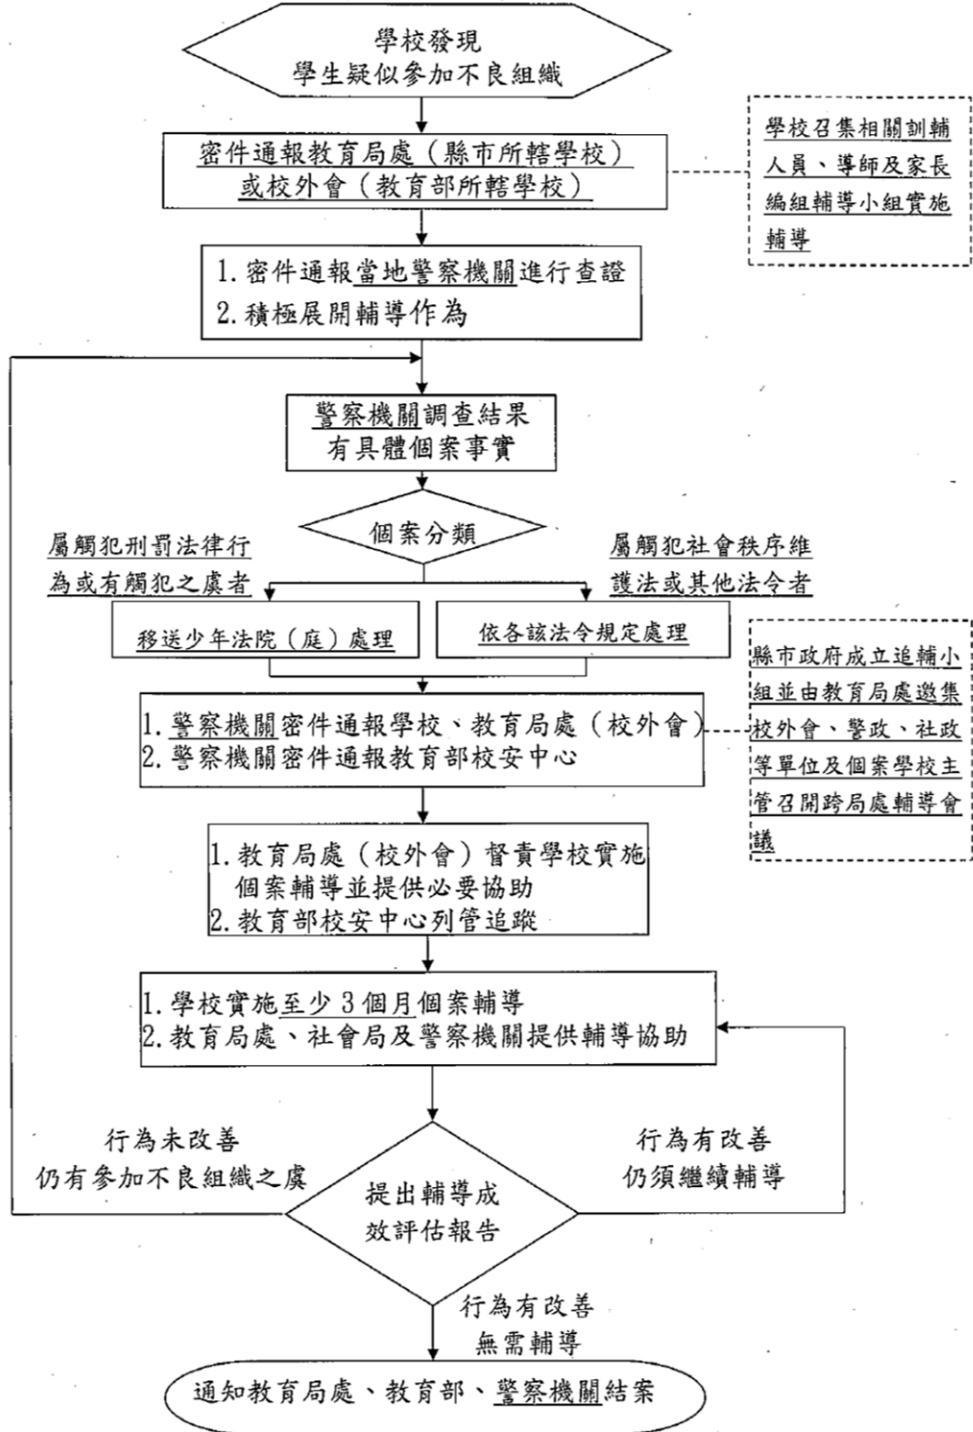 學校發現
學生疑似參加不良組織
密件通報教育局處（縣市所轄學校）
或校外會（教育部所轄學校）
學校召集相關訓輔
人員、導師及家長
編組輔導小組實施
輔導
1.密件通報當地警察機關進行查證
2.積極展開輔導作為
警察機關調查結果
有具體個案事實
個案分類
屬觸犯刑罰法律行
為或有觸犯之虞者
屬觸犯社會秩序維
護法或其他法令者
移送少年法院（庭）處理
依各該法令規定處理
1.警察機關密件通報學校、教育局處（校外會）
2.警察機關密件通報教育部校安中心
縣市政府成立追輔小
組並由教育局處邀集
校外會、警政、社政
等單位及個案學校主
管召開跨局處輔導會
議
1.教育局處（校外會）督責學校實施
個案輔導並提供必要協助
2.教育部校安中心列管追蹤
1.學校實施至少3個月個案輔導
2.教育局處、社會局及警察機關提供輔導協助
行為未改善
仍有參加不良組織之虞
行為有改善
仍須繼續輔導
提出輔導成
效評估報告
行為有改善
無需輔導
通知教育局處、教育部、警察機關結案